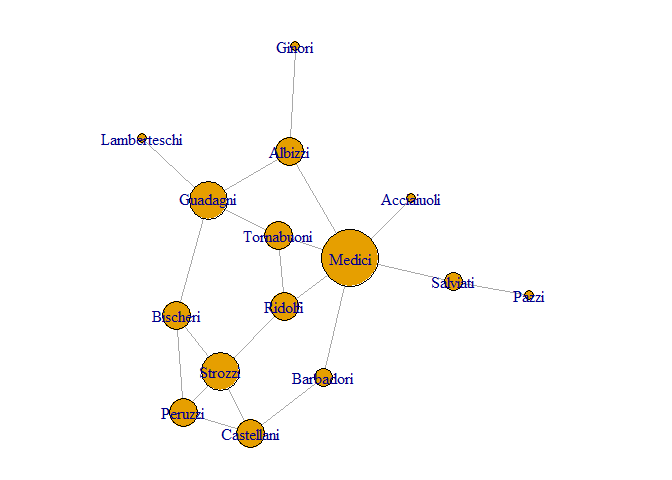 Ginori
Lamberteschi
Albizzi
Guadagni
Acciaiuoli
Tornabuoni
Medici
Salviati
Pazzi
Ridolfi
Bischeri
Strozzi
Barbadori
Peruzzi
Castellani